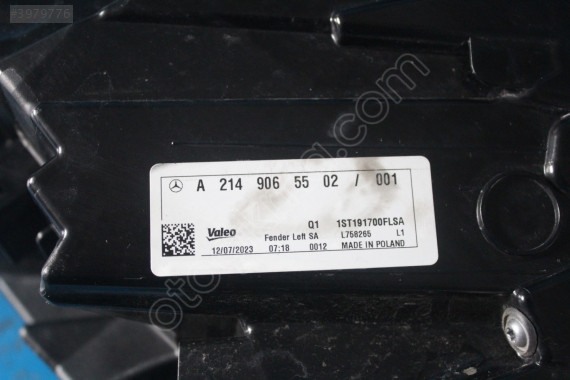 #3979776
A 214 906 55 02 / 001
Valeo
Q1 1ST191700FLSA
Fender Left SA L758265 L1
12/07/2023 07:18 0012 MADE IN POLAND